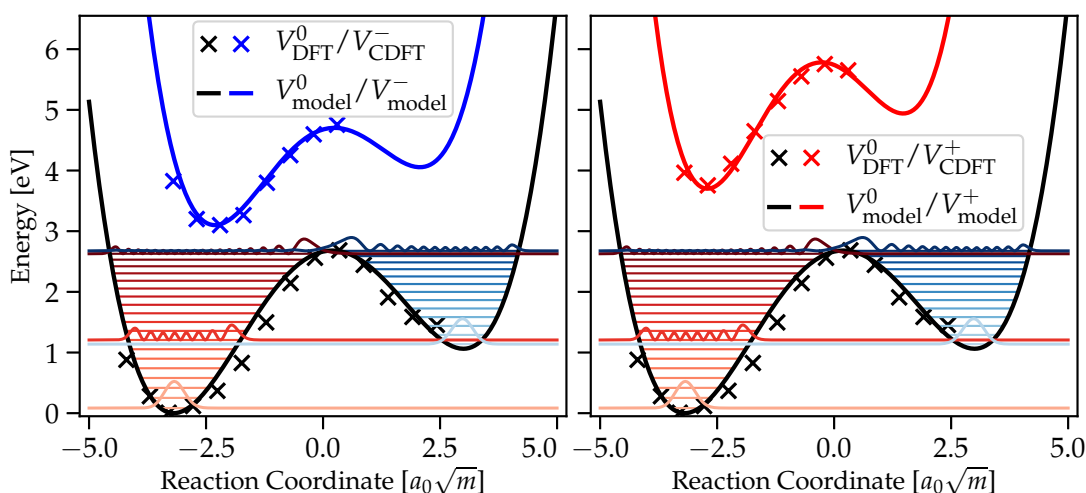 6
5
4
3
2
1
0
Energy [eV]
V⁰_DFT/V⁻_CDFT
V⁰_model/V⁻_model
−5.0
−2.5
0.0
2.5
5.0
Reaction Coordinate [a₀√m]
V⁰_DFT/V⁺_CDFT
V⁰_model/V⁺_model
−5.0
−2.5
0.0
2.5
5.0
Reaction Coordinate [a₀√m]